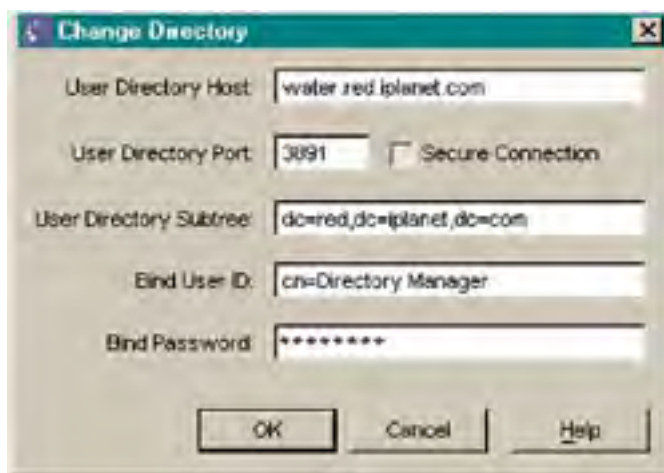 Change Directory
User Directory Host: water.red.iplanet.com
User Directory Port: 3891 Secure Connection
User Directory Subtree: dc=red,dc=iplanet,dc=com
Bind User ID: cn=Directory Manager
Bind Password: ********
OK Cancel Help